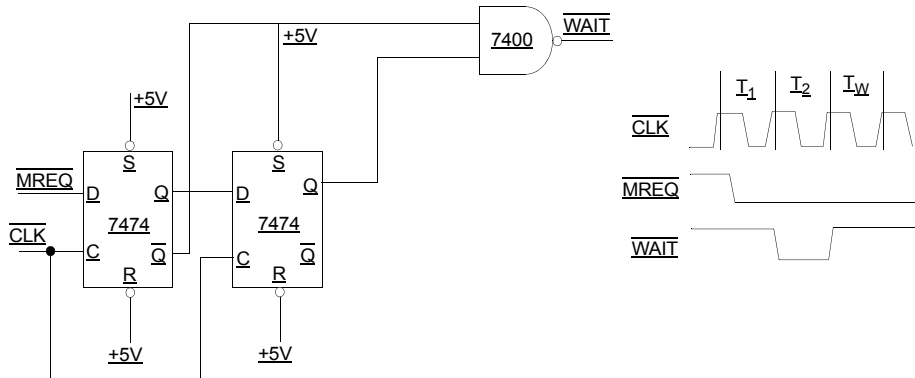 WAIT
+5V
7400
+5V
S
S
MREQ
D
Q
D
Q
7474
7474
CLK
C
Q
C
Q
R
R
+5V
+5V
T1
T2
TW
CLK
MREQ
WAIT